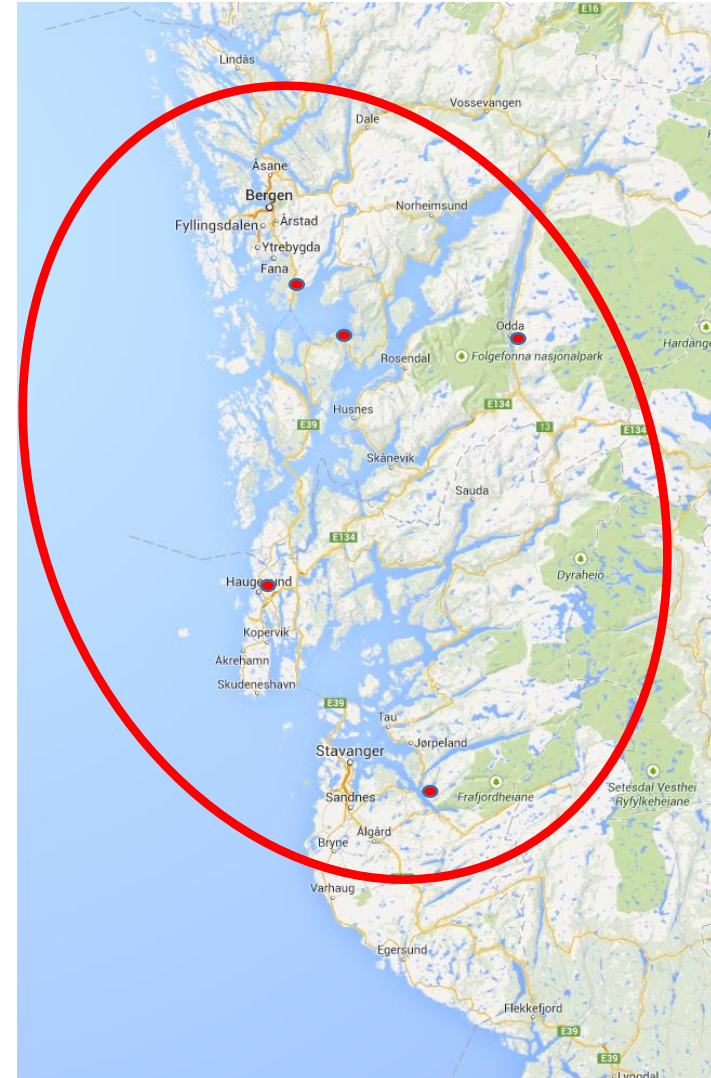 E16
Lindås
Vossevangen
Dale
Åsane
Bergen
Norheimsund
Fyllingsdalen
Årstad
Ytrebygda
Fana
Odda
Hardange
Rosendal
Folgefonna nasjonalpark
Husnes
E134
E39
13
E134
Skånevik
Sauda
E134
Dyraheio
Kopervik
Åkrehamn
Skudeneshavn
E39
Tau
Jørpeland
Stavanger
Setesdal Vesthei
Ryfylkeheiane
Sandnes
Frafjordheiane
Ålgård
Bryne
Varhaug
Egersund
Flekkefjord
E39
E39
Lyngdal